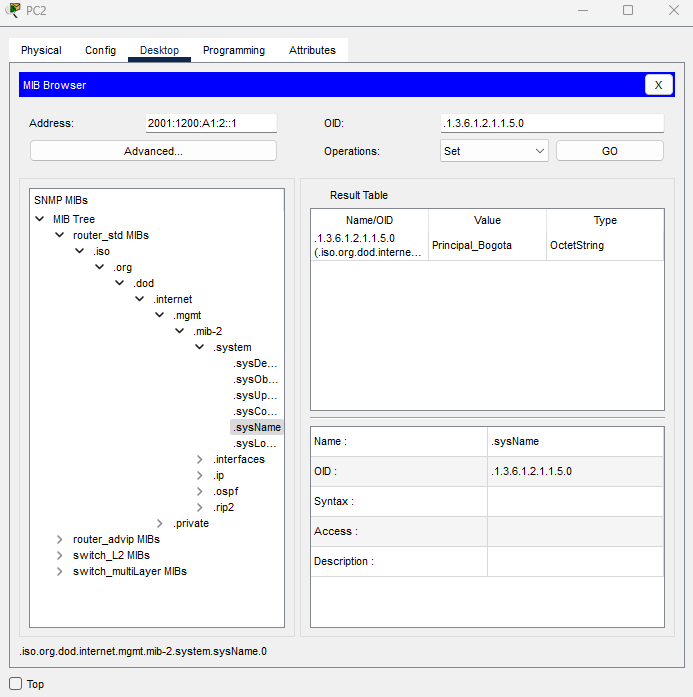 PC2
Physical Config Desktop Programming Attributes
MIB Browser X
Address: 2001:1200:A1:2::1 OID: .1.3.6.1.2.1.1.5.0
Advanced... Operations: Set GO
SNMP MIBs
MIB Tree
router_std MIBs
.iso
.org
.dod
.internet
.mgmt
.mib-2
.system
.sysDe...
.sysOb...
.sysUp...
.sysCo...
.sysName
.sysLo...
.interfaces
.ip
.ospf
.rip2
.private
router_advip MIBs
switch_L2 MIBs
switch_multiLayer MIBs
Result Table
Name/OID Value Type
.1.3.6.1.2.1.1.5.0
(.iso.org.dod.interne... Principal_Bogota OctetString
Name : .sysName
OID : .1.3.6.1.2.1.1.5.0
Syntax :
Access :
Description :
.iso.org.dod.internet.mgmt.mib-2.system.sysName.0
Top